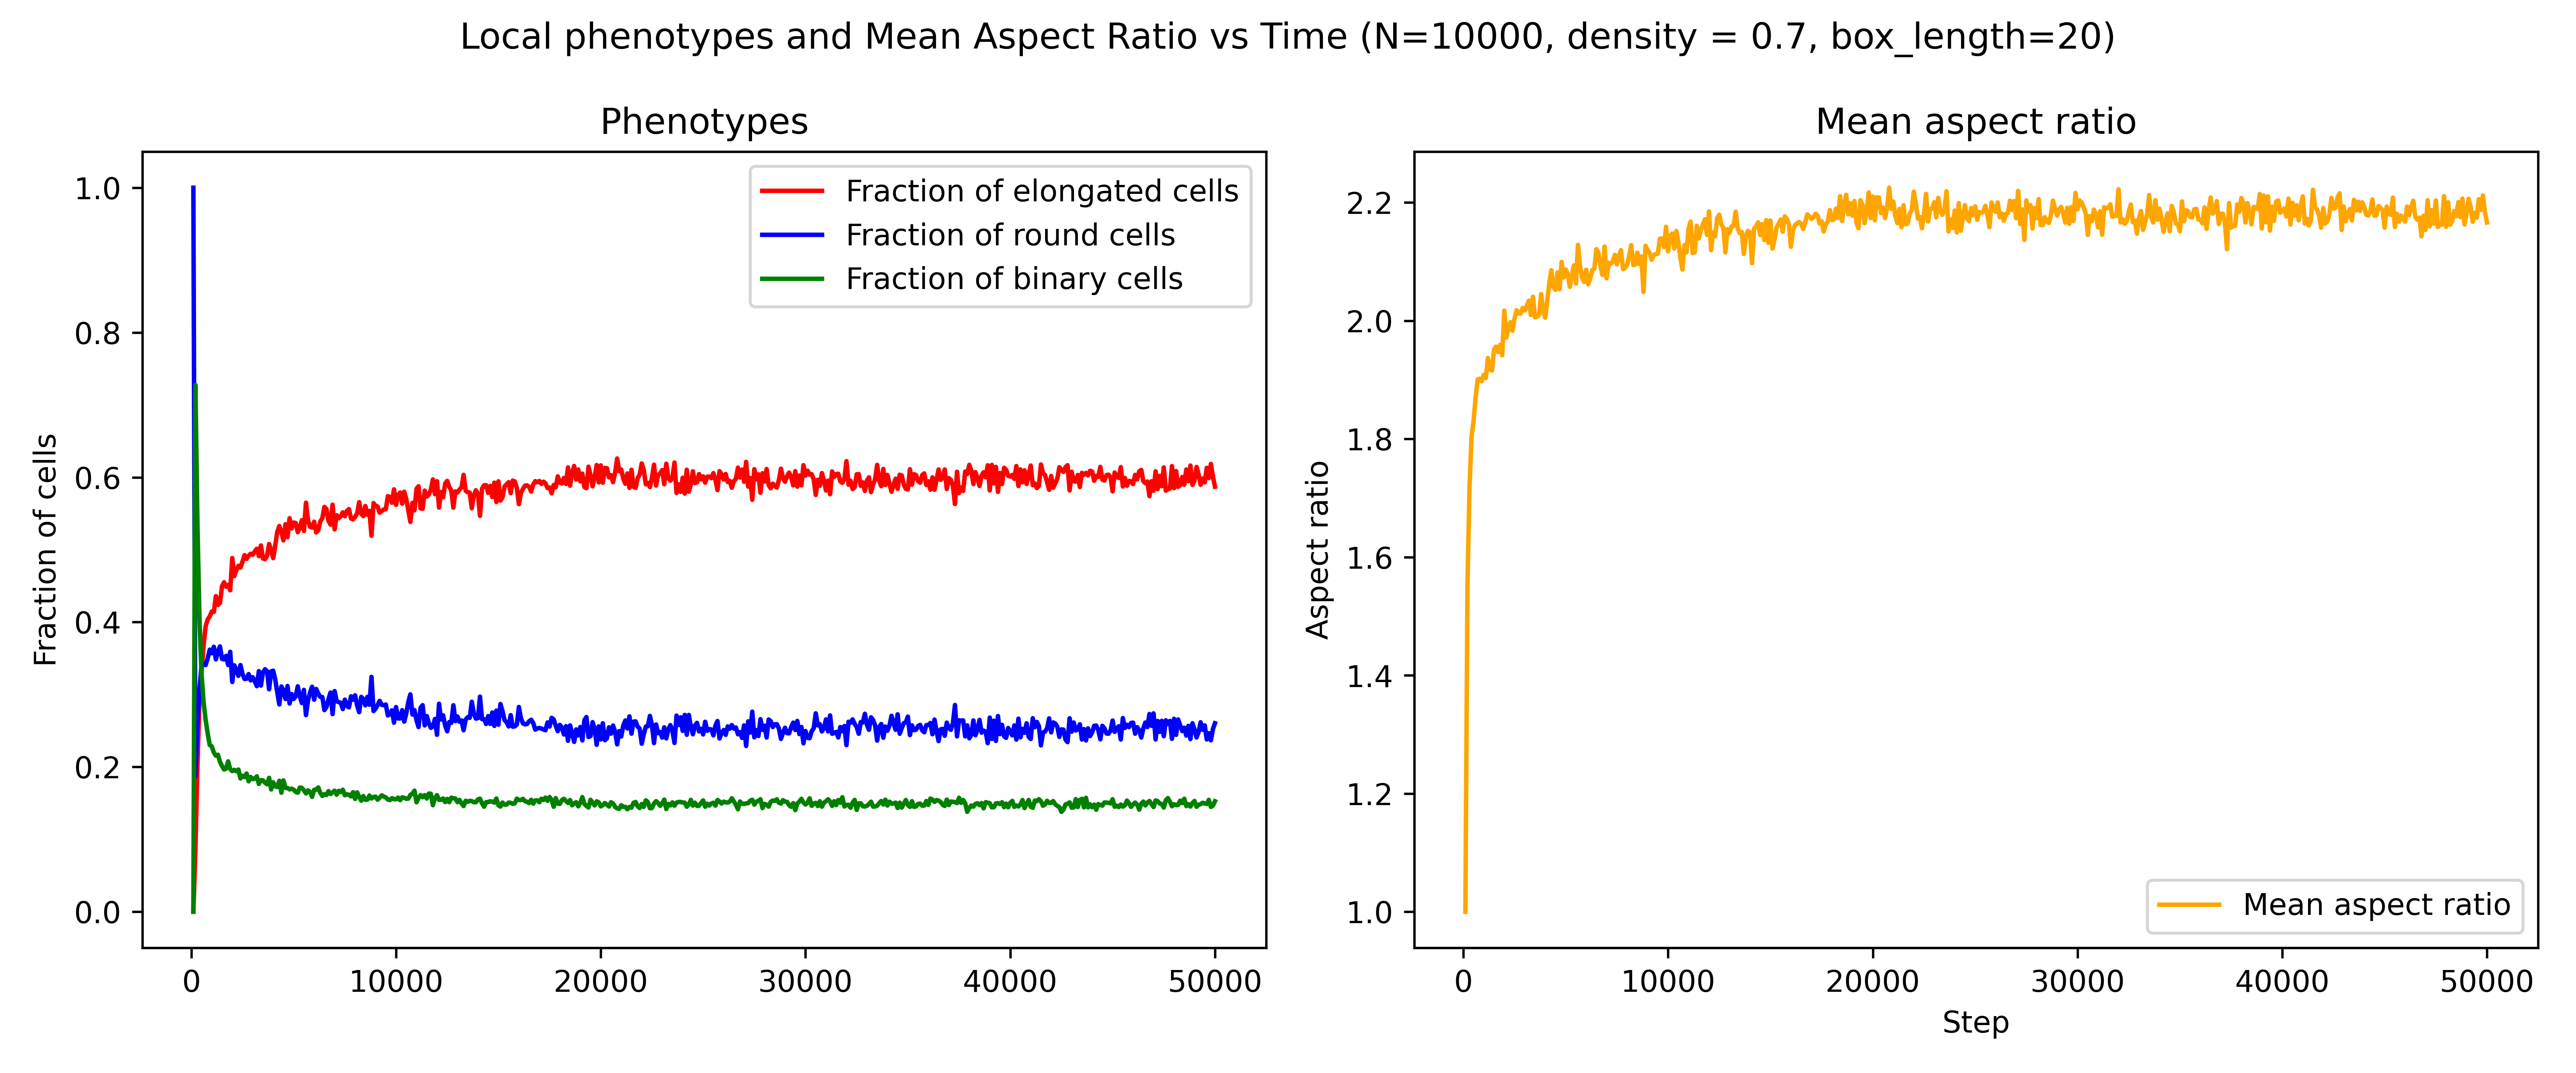 Local phenotypes and Mean Aspect Ratio vs Time (N=10000, density = 0.7, box_length=20)
Phenotypes
Fraction of cells
1.0
0.8
0.6
0.4
0.2
0.0
Fraction of elongated cells
Fraction of round cells
Fraction of binary cells
0 10000 20000 30000 40000 50000
Mean aspect ratio
Aspect ratio
2.2
2.0
1.8
1.6
1.4
1.2
1.0
Mean aspect ratio
0 10000 20000 30000 40000 50000
Step